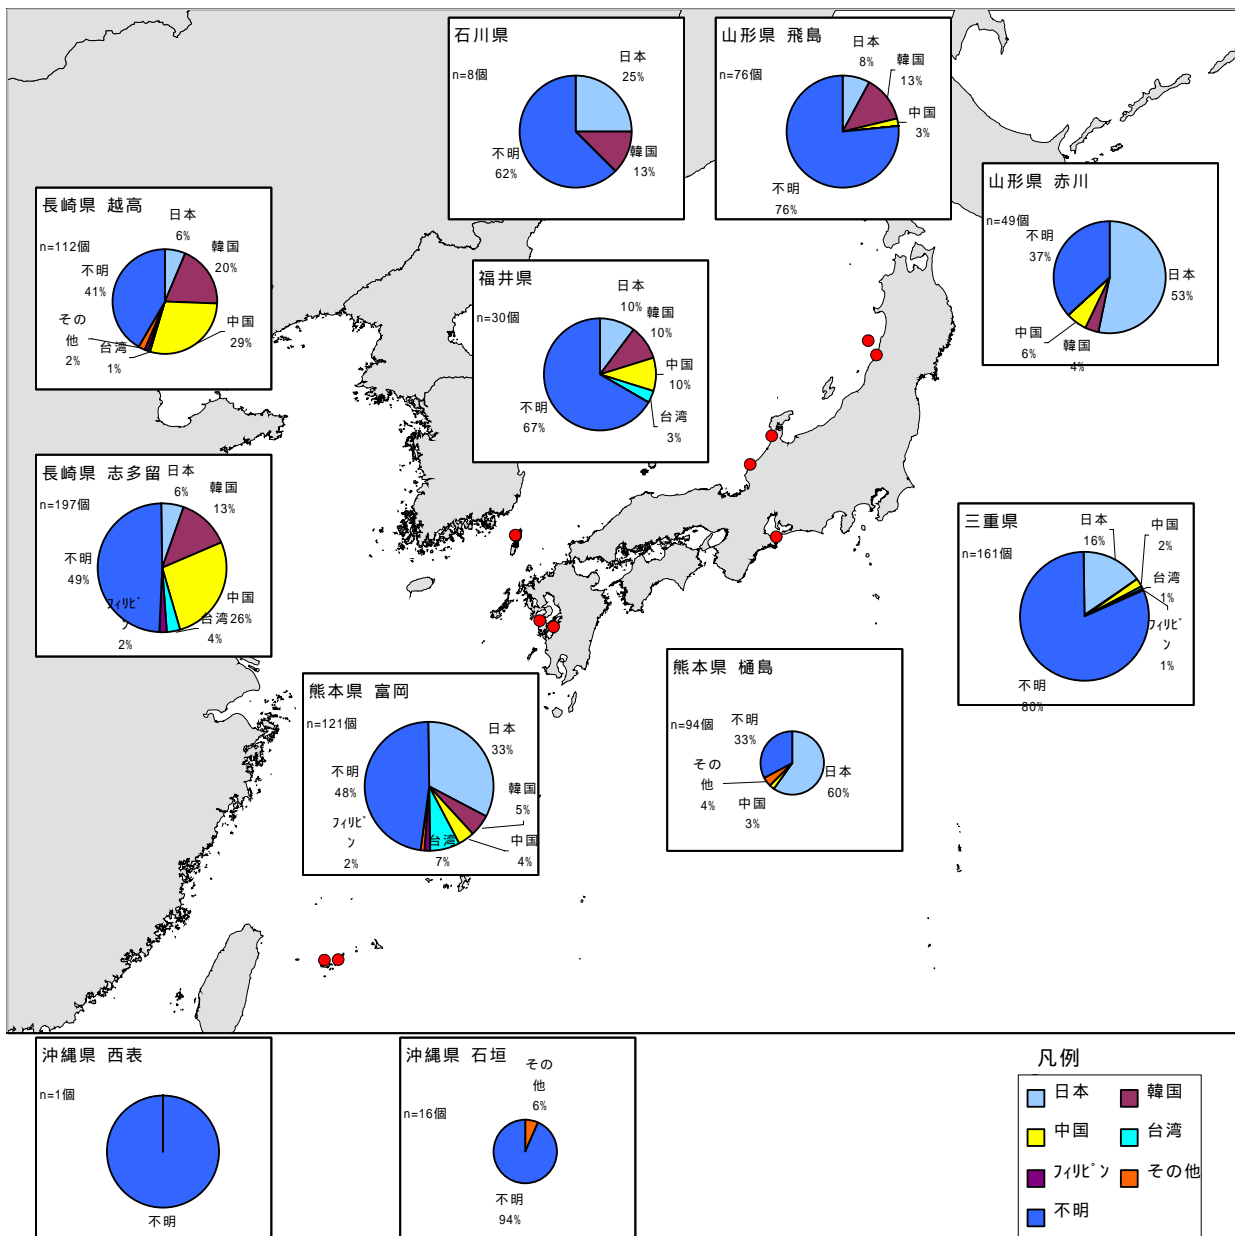 石川県
n=8個
日本
25%
韓国
13%
不明
62%
山形県 飛島
n=76個
日本
8%
韓国
13%
中国
3%
不明
76%
山形県 赤川
n=49個
不明
37%
日本
53%
中国
6%
韓国
4%
長崎県 越高
n=112個
日本
6%
韓国
20%
不明
41%
その
他
2%
台湾
1%
中国
29%
福井県
n=30個
日本
10%
韓国
10%
中国
10%
台湾
3%
不明
67%
長崎県 志多留
n=197個
日本
6%
韓国
13%
不明
49%
フィリピ
ン
2%
台湾
4%
中国
26%
三重県
n=161個
日本
16%
中国
2%
台湾
1%
フィリピ
ン
1%
不明
80%
熊本県 富岡
n=121個
日本
33%
韓国
5%
中国
4%
台湾
7%
フィリピ
ン
2%
不明
48%
熊本県 樋島
n=94個
不明
33%
その
他
4%
中国
3%
日本
60%
沖縄県 西表
n=1個
不明
沖縄県 石垣
n=16個
その
他
6%
不明
94%
凡例
日本 韓国
中国 台湾
フィリピン その他
不明